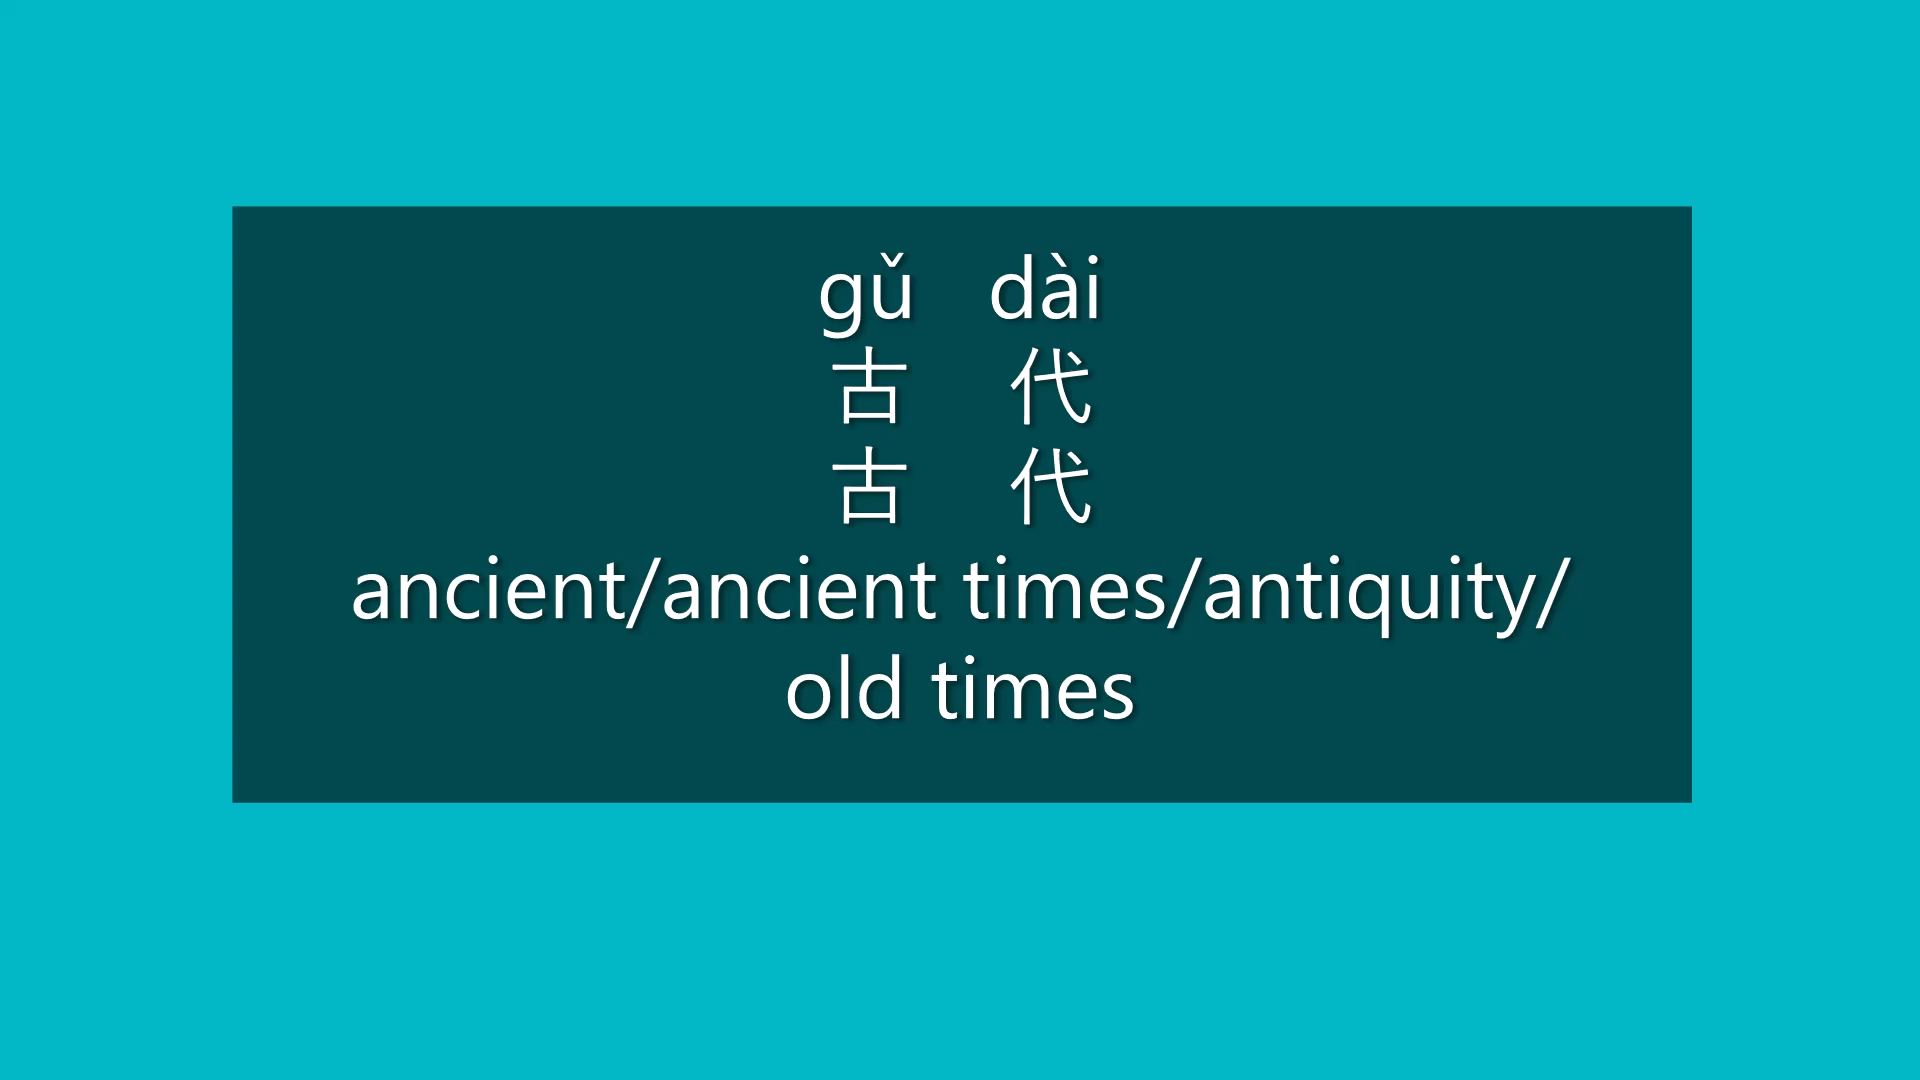 gǔ dài
古 代
古 代
ancient/ancient times/antiquity/
old times